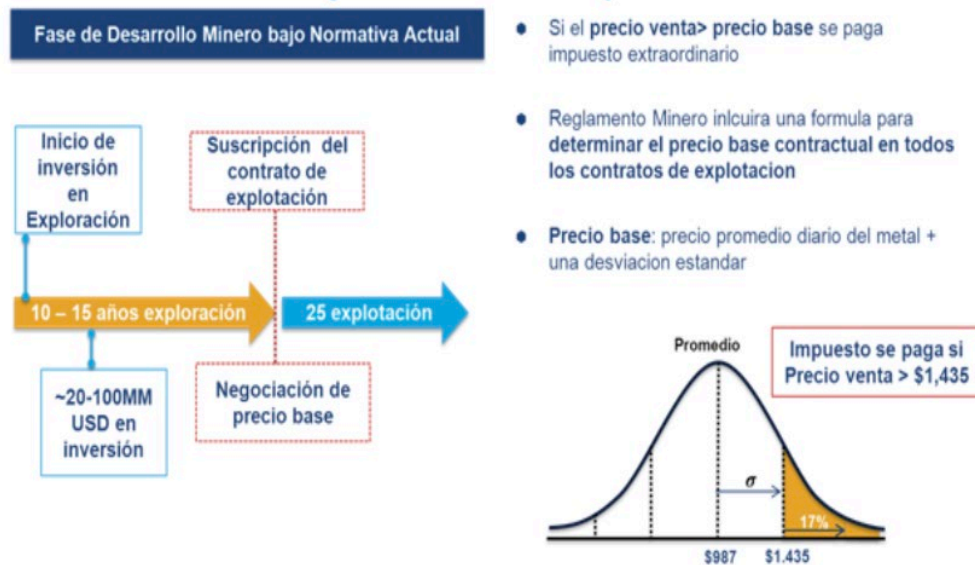 Fase de Desarrollo Minero bajo Normativa Actual
Inicio de
inversión
en
Exploración
Suscripción del
contrato de
explotación
10 – 15 años exploración
25 explotación
~20-100MM
USD en
inversión
Negociación de
precio base
• Si el precio venta> precio base se paga
impuesto extraordinario
• Reglamento Minero inlcuira una formula para
determinar el precio base contractual en todos
los contratos de explotacion
• Precio base: precio promedio diario del metal +
una desviacion estandar
Promedio
Impuesto se paga si
Precio venta > $1,435
σ
17%
$987
$1.435